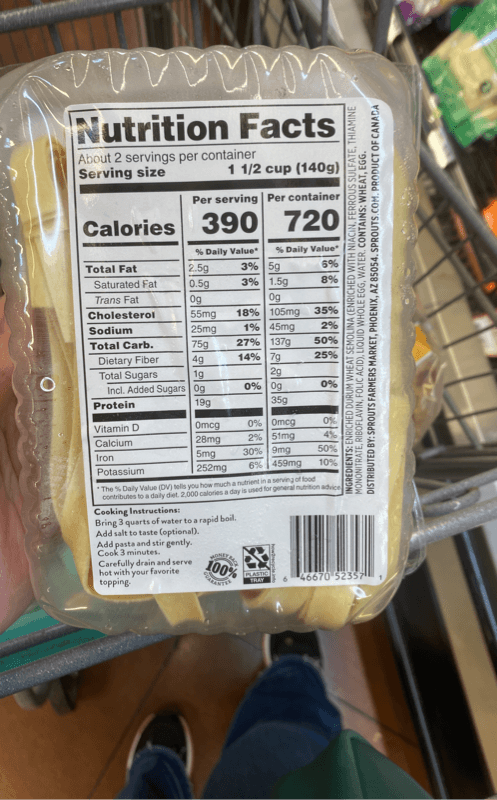 Nutrition Facts
About 2 servings per container
Serving size 1 1/2 cup (140g)
Per serving Per container
Calories 390 720
% Daily Value* % Daily Value*
Total Fat 2.5g 3% 5g 6%
Saturated Fat 0.5g 3% 1.5g 8%
Trans Fat 0g 0g
Cholesterol 55mg 18% 105mg 35%
Sodium 25mg 1% 45mg 2%
Total Carb. 75g 27% 137g 50%
Dietary Fiber 4g 14% 7g 25%
Total Sugars 1g 2g
Incl. Added Sugars 0g 0% 0g 0%
Protein 19g 35g
Vitamin D 0mcg 0% 0mcg 0%
Calcium 28mg 2% 51mg 4%
Iron 5mg 30% 9mg 50%
Potassium 252mg 6% 459mg 10%
* The % Daily Value (DV) tells you how much a nutrient in a serving of food
contributes to a daily diet. 2,000 calories a day is used for general nutrition advice.
INGREDIENTS: ENRICHED DURUM WHEAT SEMOLINA (ENRICHED WITH NIACIN, FERROUS SULFATE, THIAMINE
MONONITRATE, RIBOFLAVIN, FOLIC ACID), LIQUID WHOLE EGG, WATER. CONTAINS: WHEAT, EGG.
DISTRIBUTED BY: SPROUTS FARMERS MARKET, PHOENIX, AZ 85054. SPROUTS.COM. PRODUCT OF CANADA
Cooking Instructions:
Bring 3 quarts of water to a rapid boil.
Add salt to taste (optional).
Add pasta and stir gently.
Cook 3 minutes.
Carefully drain and serve
hot with your favorite
topping.
MONEY BACK
100%
GUARANTEE
PLASTIC
TRAY
6 46670 52357 1